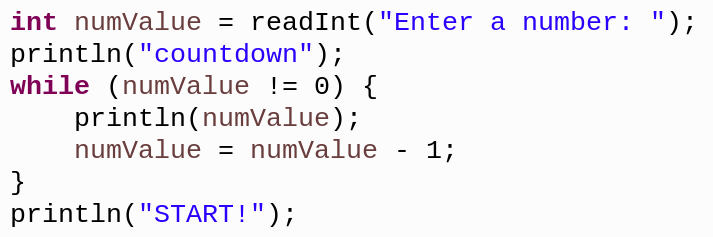 int numValue = readInt("Enter a number: ");
println("countdown");
while (numValue != 0) {
    println(numValue);
    numValue = numValue - 1;
}
println("START!");